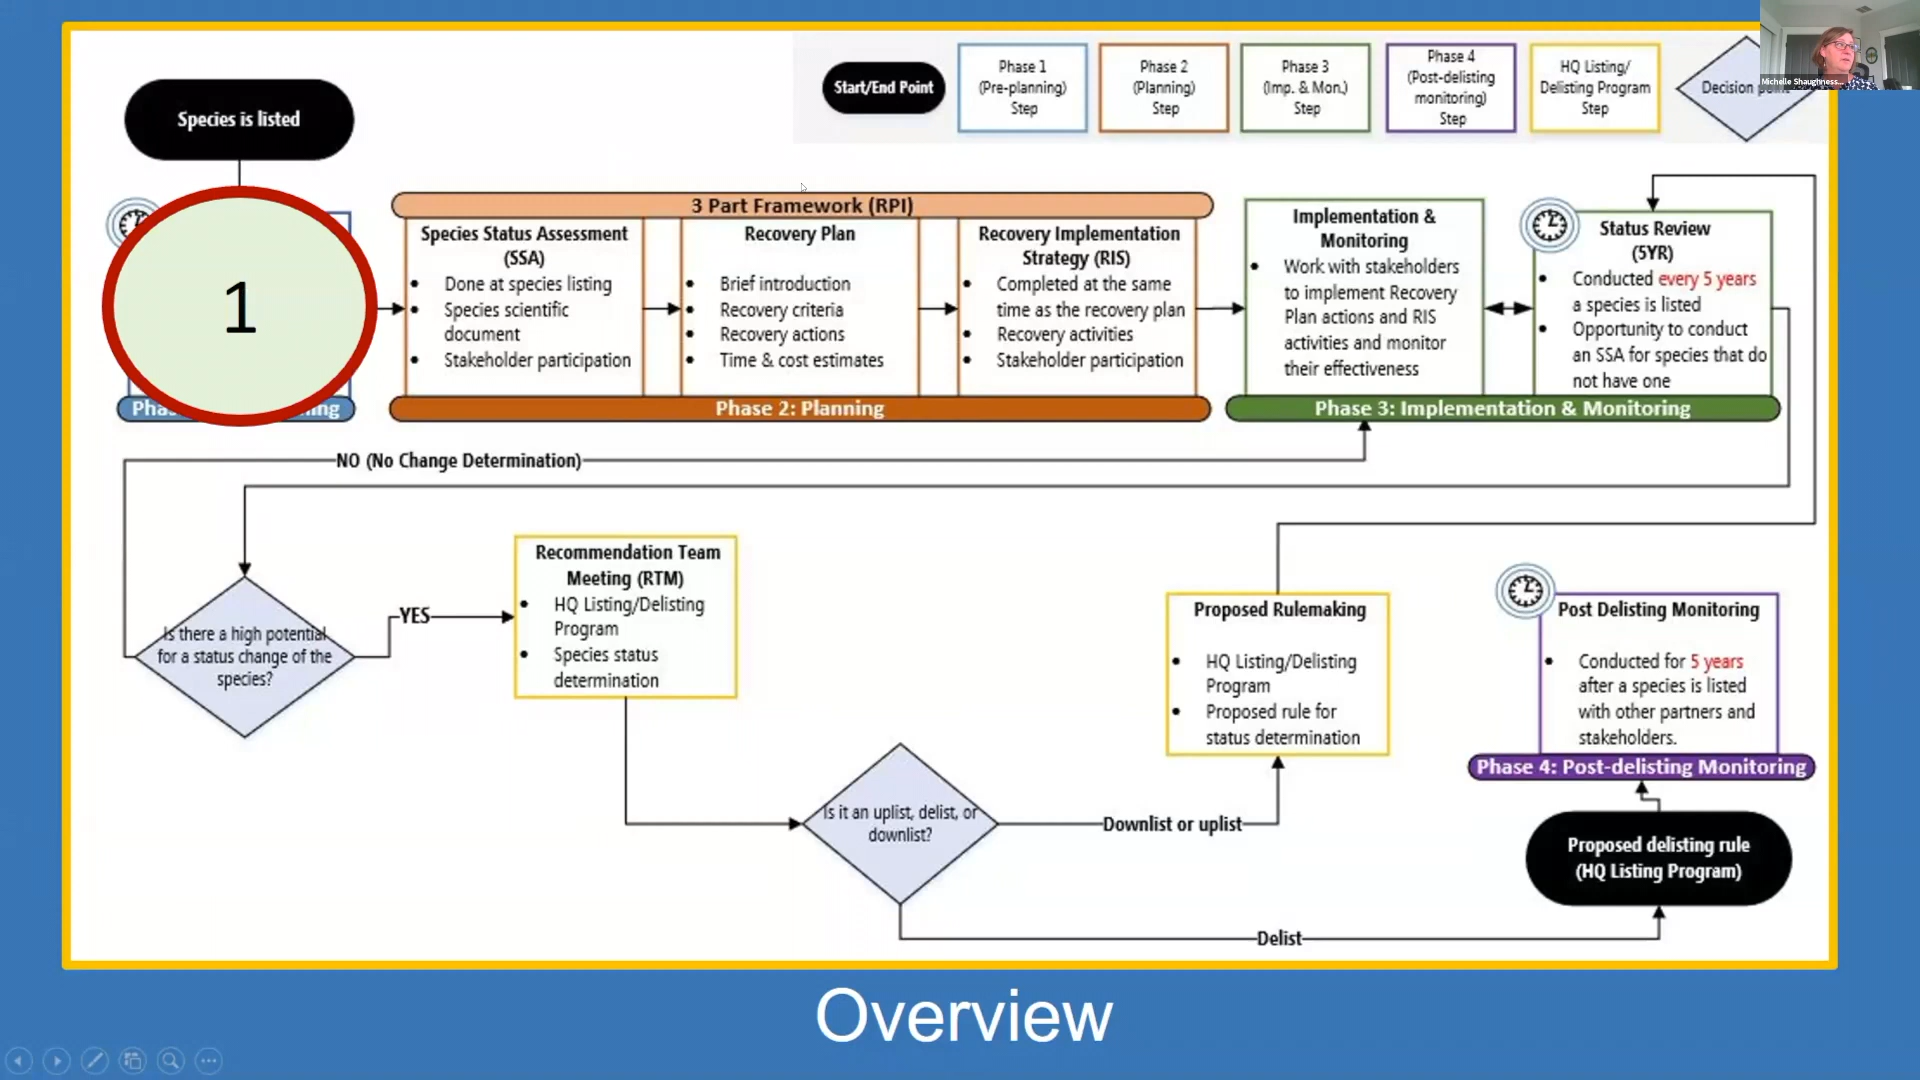 Start/End Point
Phase 1
(Pre-planning)
Step
Phase 2
(Planning)
Step
Phase 3
(Imp. & Mon.)
Step
Phase 4
(Post-delisting
monitoring)
Step
HQ Listing/
Delisting Program
Step
Decision
Michelle Shaughness...
Species is listed
1
3 Part Framework (RPI)
Species Status Assessment
(SSA)
• Done at species listing
• Species scientific
document
• Stakeholder participation
Recovery Plan
• Brief introduction
• Recovery criteria
• Recovery actions
• Time & cost estimates
Recovery Implementation
Strategy (RIS)
• Completed at the same
time as the recovery plan
• Recovery activities
• Stakeholder participation
Phase 2: Planning
Implementation &
Monitoring
• Work with stakeholders
to implement Recovery
Plan actions and RIS
activities and monitor
their effectiveness
Status Review
(5YR)
• Conducted every 5 years
a species is listed
• Opportunity to conduct
an SSA for species that do
not have one
Phase 3: Implementation & Monitoring
NO (No Change Determination)
Is there a high potential
for a status change of the
species?
YES
Recommendation Team
Meeting (RTM)
• HQ Listing/Delisting
Program
• Species status
determination
Is it an uplist, delist, or
downlist?
Downlist or uplist
Proposed Rulemaking
• HQ Listing/Delisting
Program
• Proposed rule for
status determination
Post Delisting Monitoring
• Conducted for 5 years
after a species is listed
with other partners and
stakeholders.
Phase 4: Post-delisting Monitoring
Proposed delisting rule
(HQ Listing Program)
Delist
Overview